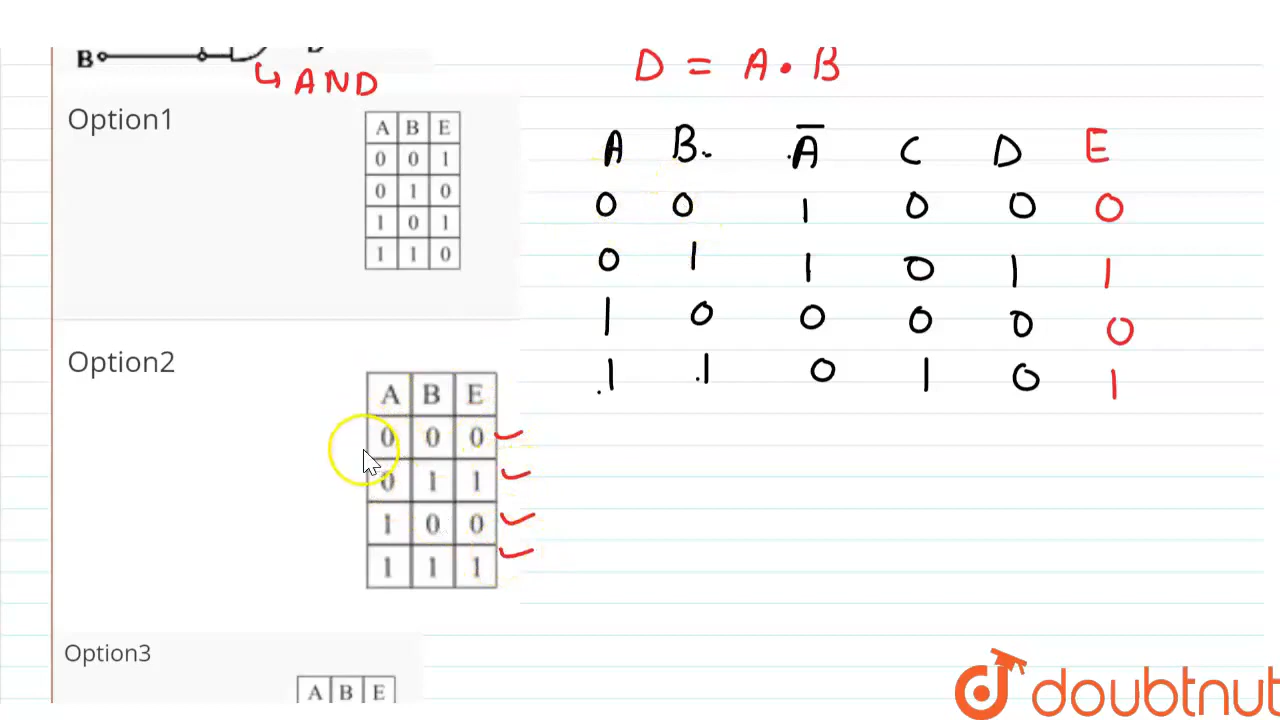 B
D = A • B
↳ AND
Option1
A B E
0 0 1
0 1 0
1 0 1
1 1 0
A B A̅ C D E
0 0 1 0 0 0
0 1 1 0 1 1
1 0 0 0 0 0
1 1 0 1 0 1
Option2
A B E
0 0 0 ✓
0 1 1 ✓
1 0 0 ✓
1 1 1 ✓
Option3
A B E
doubtnut